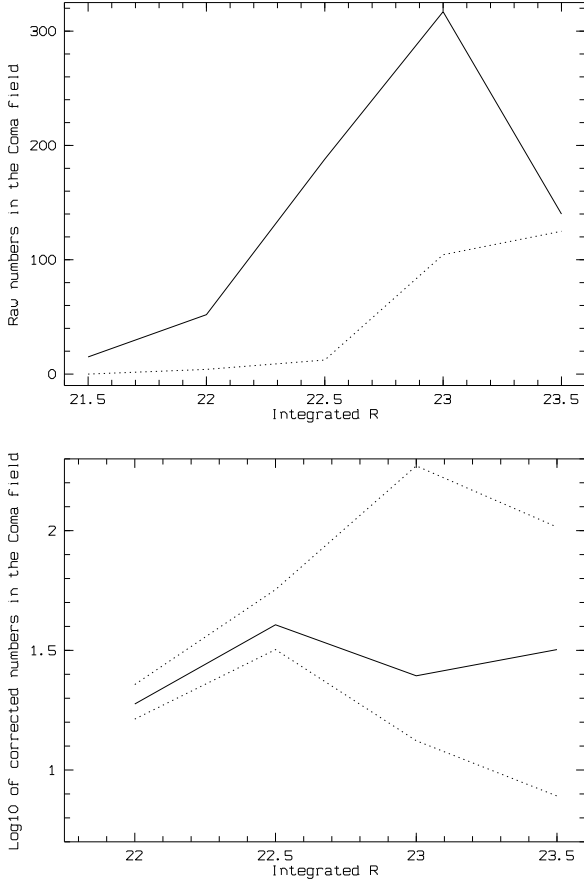 Raw numbers in the Coma field
300
200
100
0
21.5 22 22.5 23 23.5
Integrated R
Log10 of corrected numbers in the Coma field
2
1.5
1
22 22.5 23 23.5
Integrated R